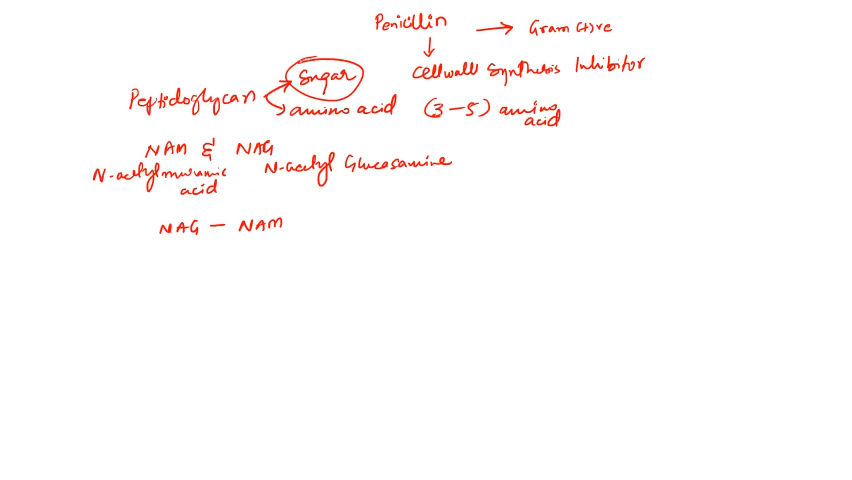 Penicillin → Gram (+)ve
↓
Cellwall Synthesis Inhibitor
Peptidoglycan
Sugar
amino acid (3-5) amino acid
NAM & NAG
N-acetylmuramic acid
N-acetyl Glucosamine
NAG - NAM